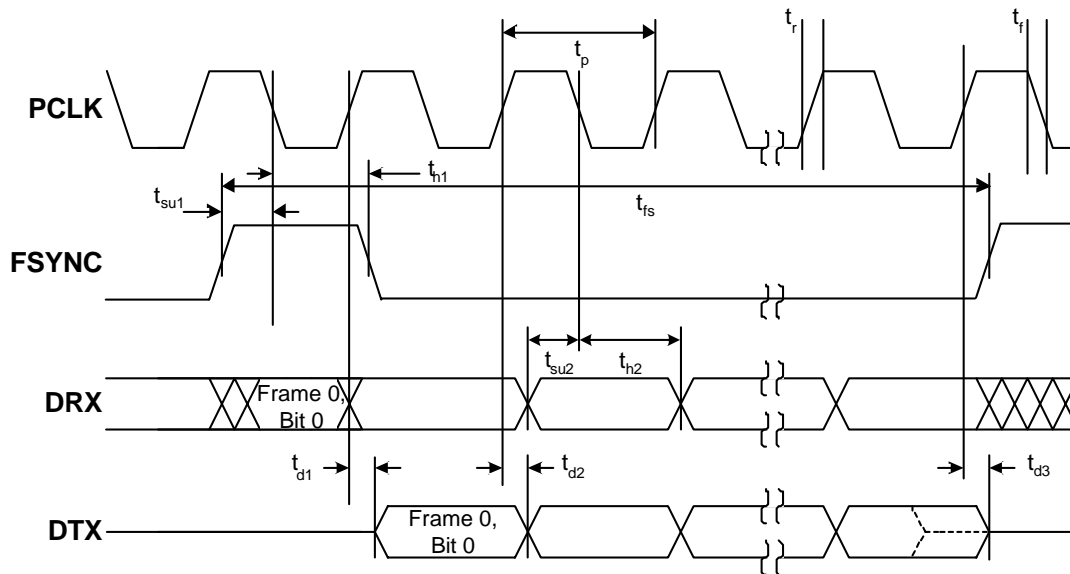 t_r
t_f
t_p
PCLK
t_h1
t_su1
t_fs
FSYNC
t_su2
t_h2
DRX
Frame 0,
Bit 0
t_d1
t_d2
t_d3
DTX
Frame 0,
Bit 0